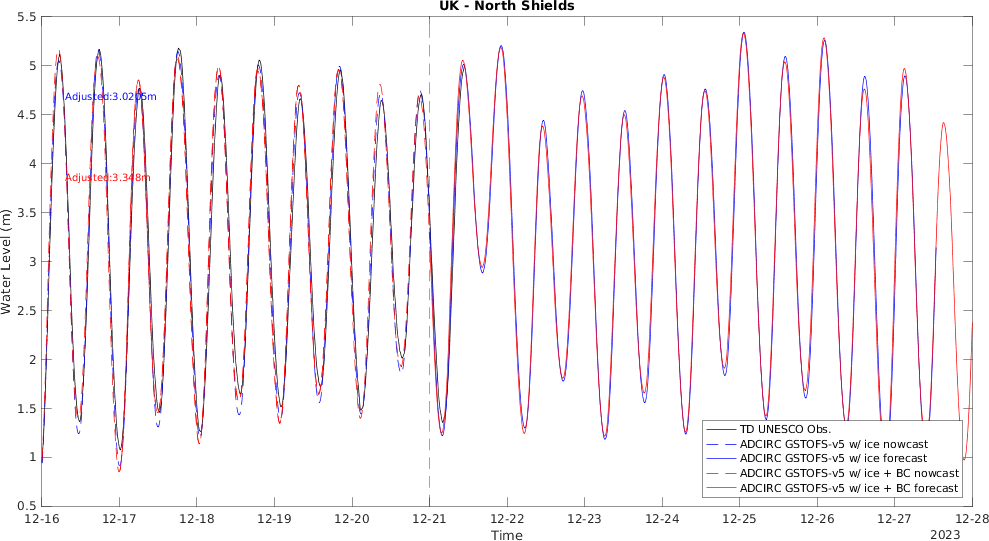 UK - North Shields
5.5
5
4.5
4
3.5
3
2.5
2
1.5
1
0.5
Water Level (m)
Adjusted:3.0205m
Adjusted:3.348m
TD UNESCO Obs.
ADCIRC GSTOFS-v5 w/ ice nowcast
ADCIRC GSTOFS-v5 w/ ice forecast
ADCIRC GSTOFS-v5 w/ ice + BC nowcast
ADCIRC GSTOFS-v5 w/ ice + BC forecast
12-16 12-17 12-18 12-19 12-20 12-21 12-22 12-23 12-24 12-25 12-26 12-27 12-28
Time
2023